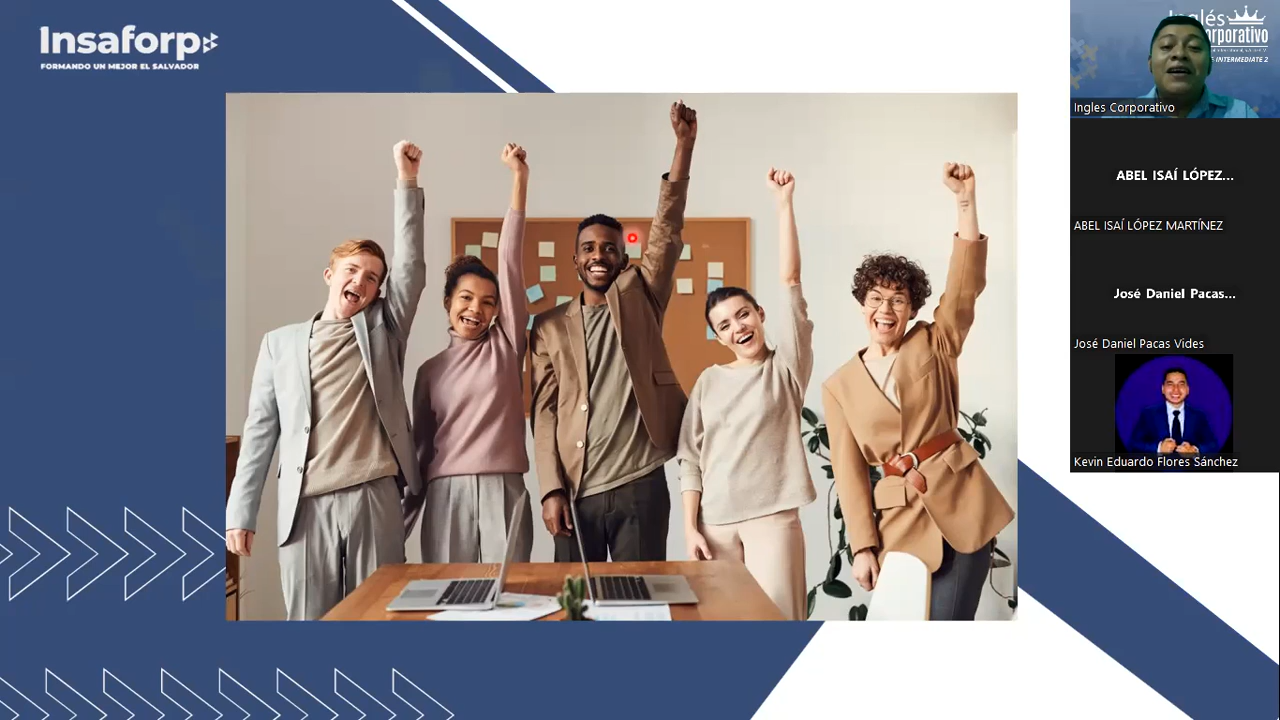 Insaforp
FORMANDO UN MEJOR EL SALVADOR
Inglés
Corporativo
INTERMEDIATE 2
Ingles Corporativo
ABEL ISAÍ LÓPEZ...
ABEL ISAÍ LÓPEZ MARTÍNEZ
José Daniel Pacas...
José Daniel Pacas Vides
Kevin Eduardo Flores Sánchez